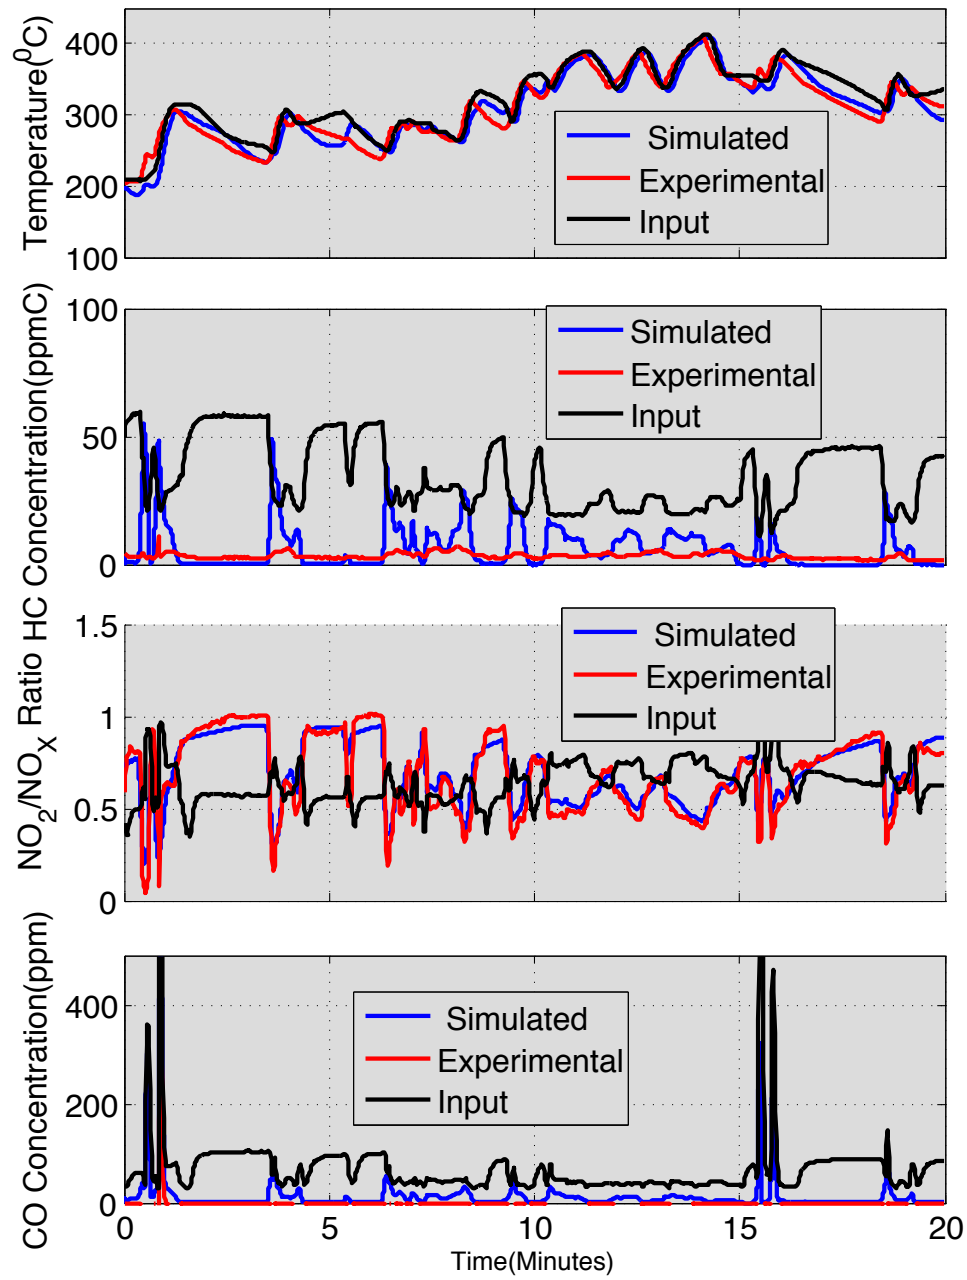 Temperature(⁰C)
400
300
200
100
Simulated
Experimental
Input
HC Concentration(ppmC)
100
50
0
Simulated
Experimental
Input
NO₂/NOₓ Ratio
1.5
1
0.5
0
Simulated
Experimental
Input
CO Concentration(ppm)
400
200
0
Simulated
Experimental
Input
0 5 10 15 20
Time(Minutes)